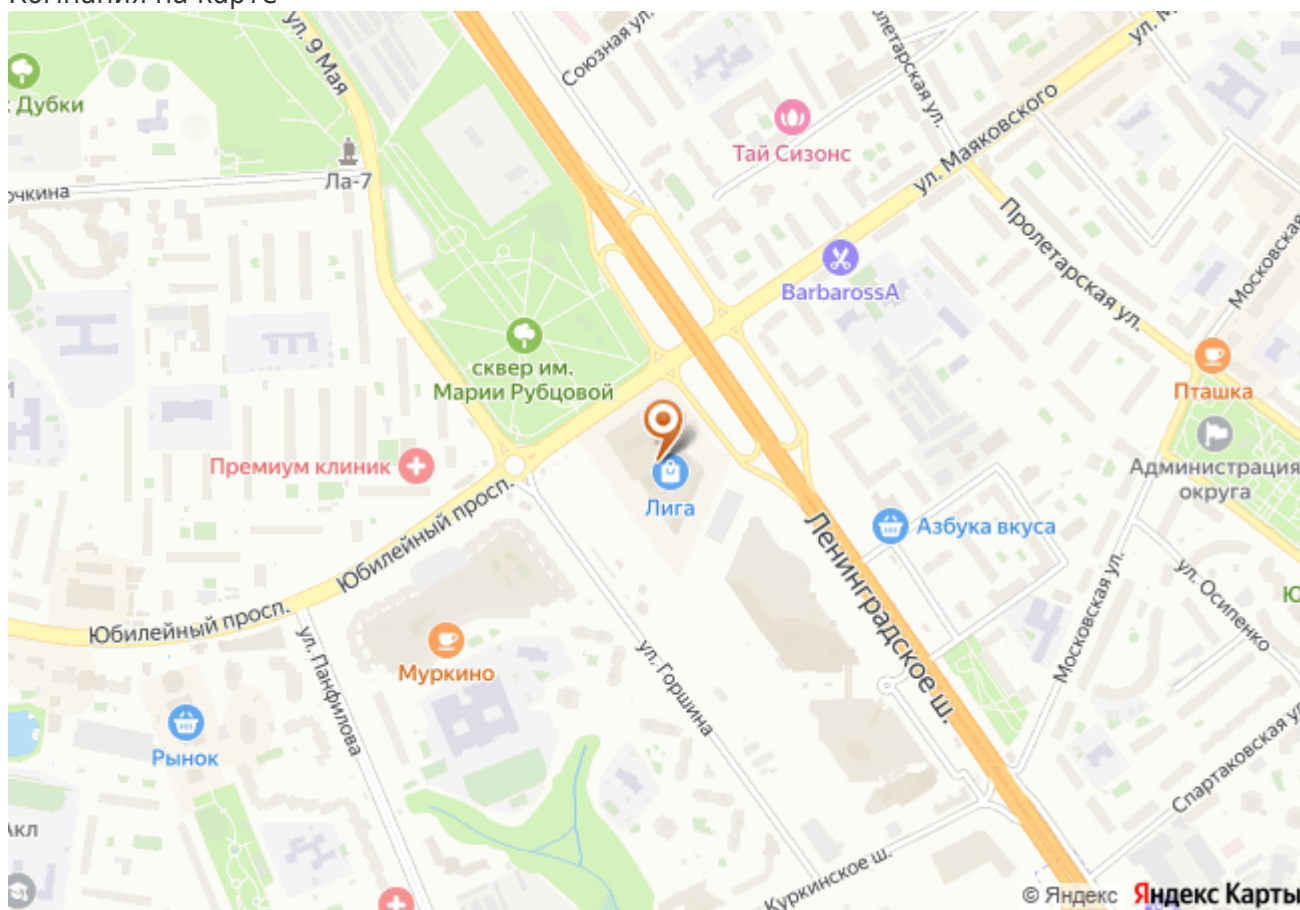 Компания на карте
ул. 9 Мая
Союзная ул.
ул. М
Дубки
Тай Сизонс
Пролетарская ул.
ул. Маяковского
Ла-7
очкина
Пролетарская ул.
Московская
BarbarossA
сквер им.
Марии Рубцовой
Пташка
Премиум клиник
Администрация
округа
Юбилейный просп.
Лига
Азбука вкуса
Ленинградское ш.
ул. Осипенко
Ю
Юбилейный просп.
Московская ул.
Муркино
ул. Панфилова
ул. Горшина
Рынок
Спартаковская ул
Акл
Куркинское ш.
© Яндекс Яндекс Карты